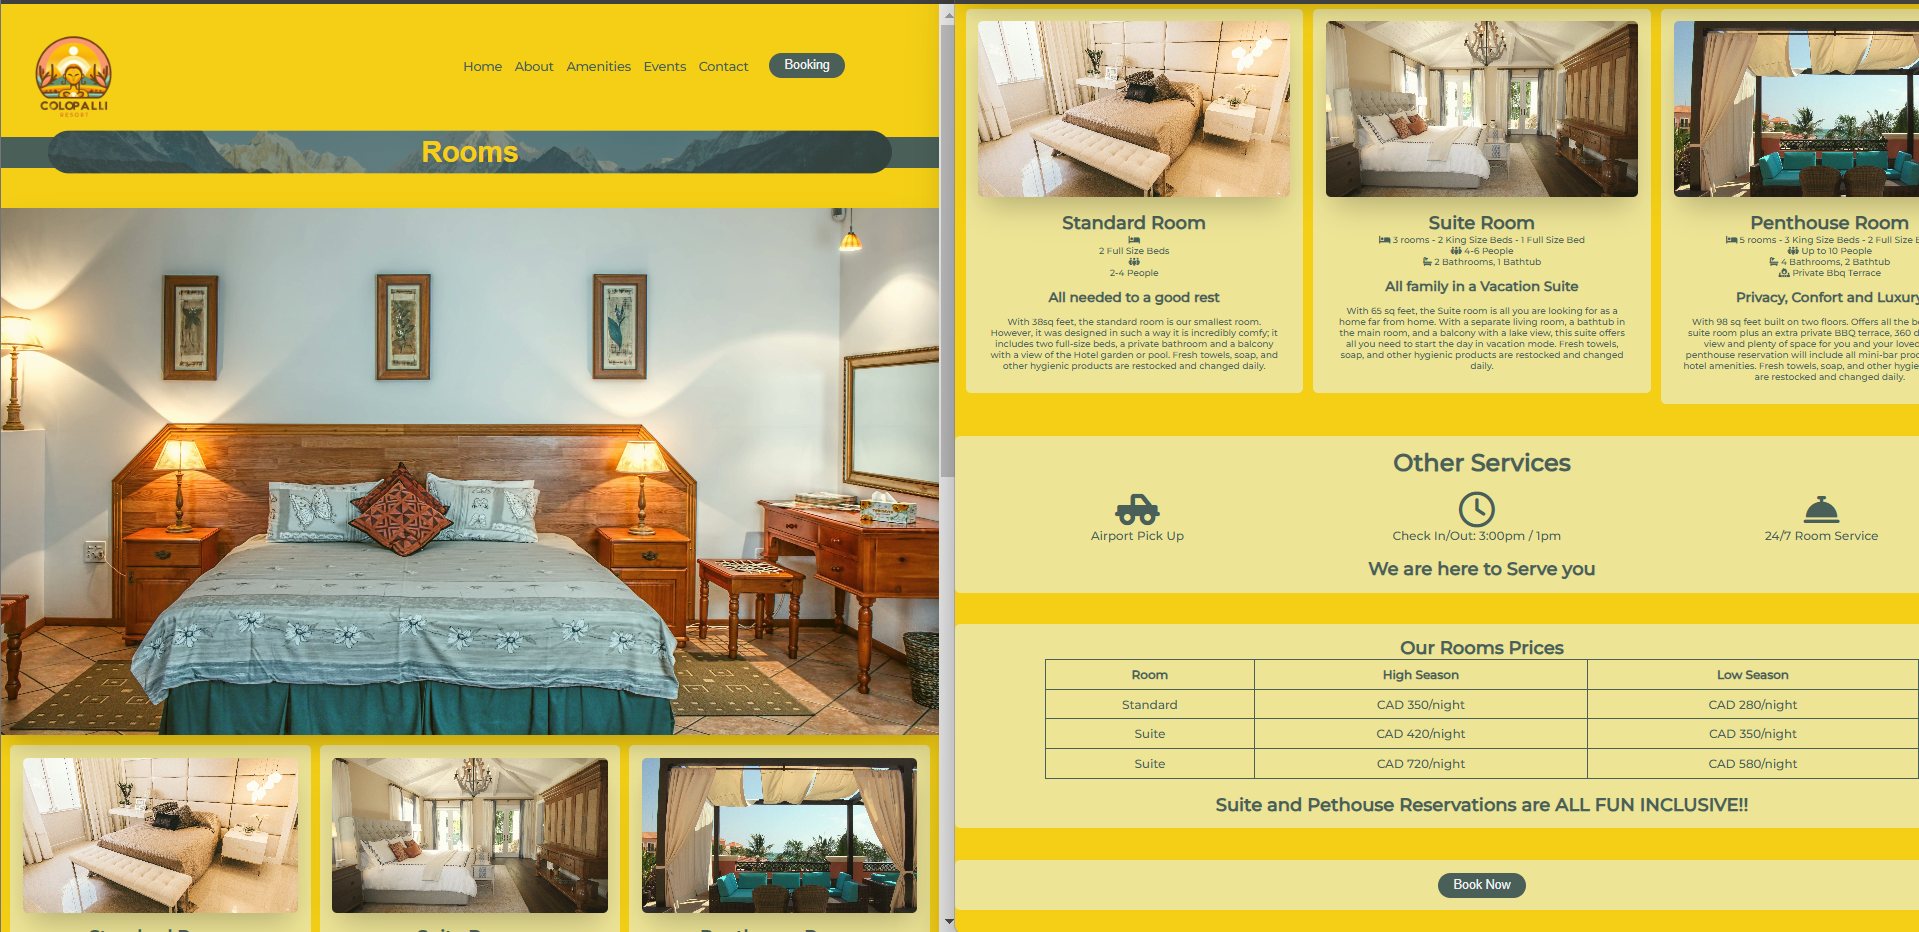 COLOPALLI
RESORT
Home About Amenities Events Contact Booking
Rooms
Standard Room
2 Full Size Beds
2-4 People
All needed to a good rest
With 38sq feet, the standard room is our smallest room.
However, it was designed in such a way it is incredibly comfy; it
includes two full-size beds, a private bathroom and a balcony
with a view of the Hotel garden or pool. Fresh towels, soap, and
other hygienic products are restocked and changed daily.
Suite Room
3 rooms - 2 King Size Beds - 1 Full Size Bed
4-6 People
2 Bathrooms, 1 Bathtub
All family in a Vacation Suite
With 65 sq feet, the Suite room is all you are looking for as a
home far from home. With a separate living room, a bathtub in
the main room, and a balcony with a lake view, this suite offers
all you need to start the day in vacation mode. Fresh towels,
soap, and other hygienic products are restocked and changed
daily.
Penthouse Room
5 rooms - 3 King Size Beds - 2 Full Size
Up to 10 People
4 Bathrooms, 2 Bathtub
Private Bbq Terrace
Privacy, Confort and Luxury
With 98 sq feet built on two floors. Offers all the
suite room plus an extra private BBQ terrace, 360
view and plenty of space for you and your loved
penthouse reservation will include all mini-bar
hotel amenities. Fresh towels, soap, and other
are restocked and changed daily.
Other Services
Airport Pick Up
Check In/Out: 3:00pm / 1pm
24/7 Room Service
We are here to Serve you
Our Rooms Prices
Room High Season Low Season
Standard CAD 350/night CAD 280/night
Suite CAD 420/night CAD 350/night
Suite CAD 720/night CAD 580/night
Suite and Pethouse Reservations are ALL FUN INCLUSIVE!!
Book Now